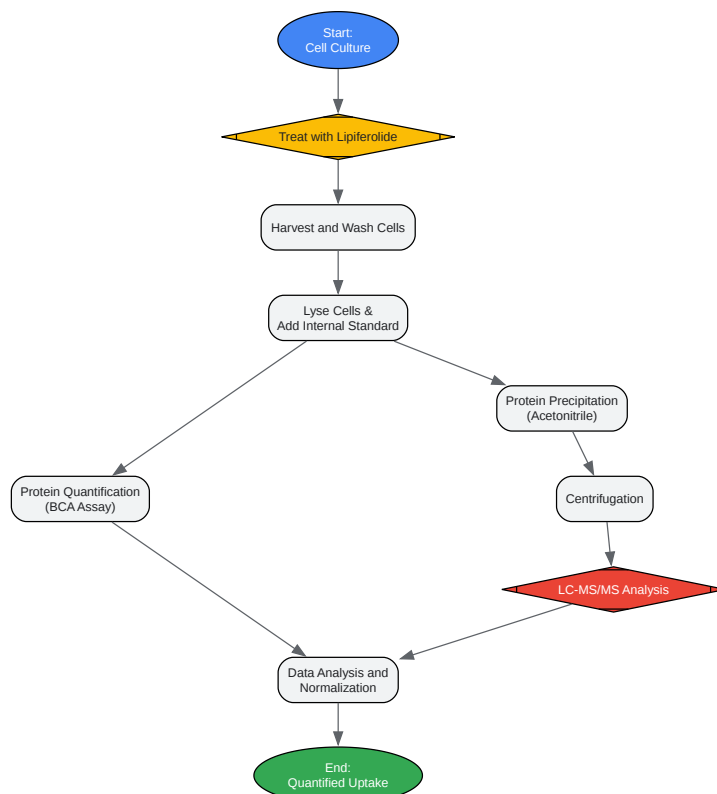 Start:
Cell Culture
Treat with Lipiferolide
Harvest and Wash Cells
Lyse Cells &
Add Internal Standard
Protein Precipitation
(Acetonitrile)
Protein Quantification
(BCA Assay)
Centrifugation
LC-MS/MS Analysis
Data Analysis and
Normalization
End:
Quantified Uptake